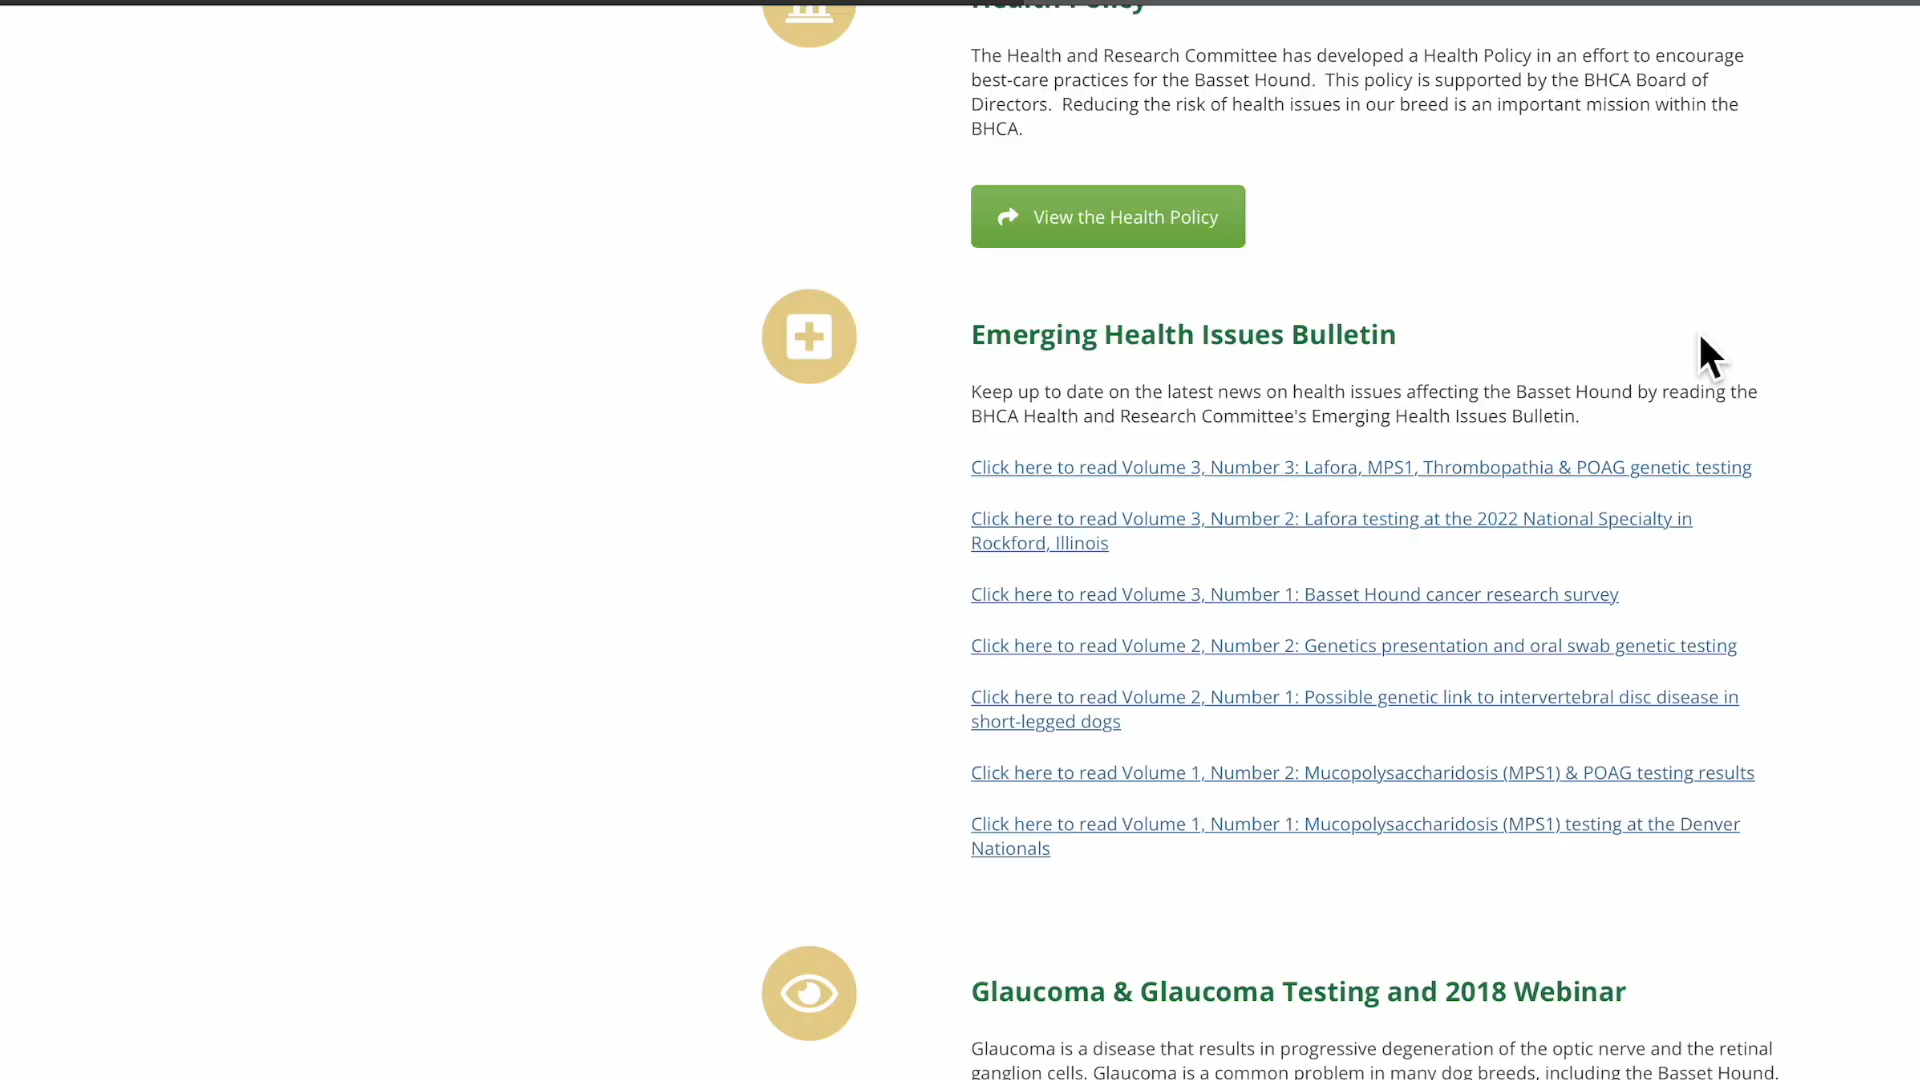 Health Policy
The Health and Research Committee has developed a Health Policy in an effort to encourage
best-care practices for the Basset Hound.  This policy is supported by the BHCA Board of
Directors.  Reducing the risk of health issues in our breed is an important mission within the
BHCA.
View the Health Policy
Emerging Health Issues Bulletin
Keep up to date on the latest news on health issues affecting the Basset Hound by reading the
BHCA Health and Research Committee's Emerging Health Issues Bulletin.
Click here to read Volume 3, Number 3: Lafora, MPS1, Thrombopathia & POAG genetic testing
Click here to read Volume 3, Number 2: Lafora testing at the 2022 National Specialty in
Rockford, Illinois
Click here to read Volume 3, Number 1: Basset Hound cancer research survey
Click here to read Volume 2, Number 2: Genetics presentation and oral swab genetic testing
Click here to read Volume 2, Number 1: Possible genetic link to intervertebral disc disease in
short-legged dogs
Click here to read Volume 1, Number 2: Mucopolysaccharidosis (MPS1) & POAG testing results
Click here to read Volume 1, Number 1: Mucopolysaccharidosis (MPS1) testing at the Denver
Nationals
Glaucoma & Glaucoma Testing and 2018 Webinar
Glaucoma is a disease that results in progressive degeneration of the optic nerve and the retinal
ganglion cells. Glaucoma is a common problem in many dog breeds, including the Basset Hound.